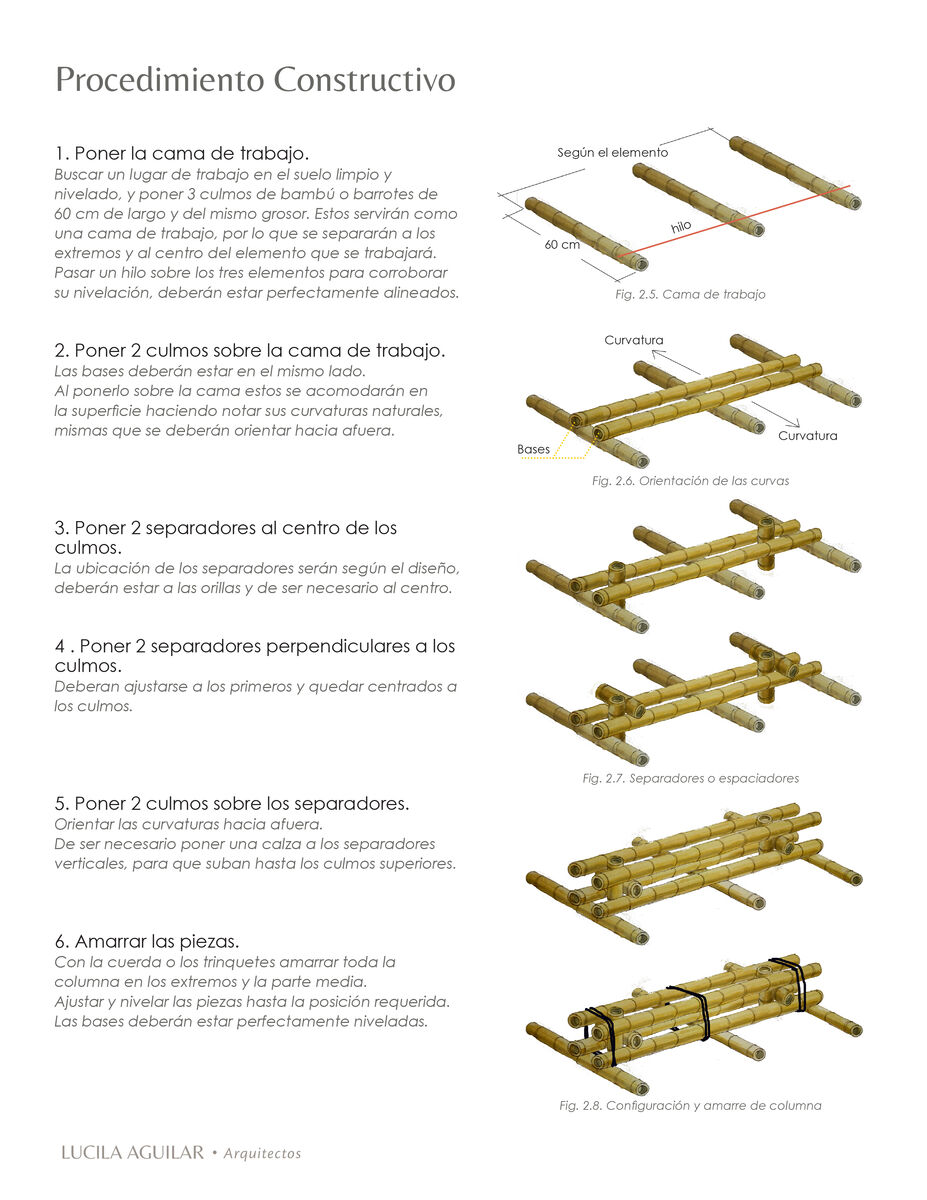 Procedimiento Constructivo
1. Poner la cama de trabajo.
Buscar un lugar de trabajo en el suelo limpio y
nivelado, y poner 3 culmos de bambú o barrotes de
60 cm de largo y del mismo grosor. Estos servirán como
una cama de trabajo, por lo que se separarán a los
extremos y al centro del elemento que se trabajará.
Pasar un hilo sobre los tres elementos para corroborar
su nivelación, deberán estar perfectamente alineados.
Según el elemento
hilo
60 cm
Fig. 2.5. Cama de trabajo
2. Poner 2 culmos sobre la cama de trabajo.
Las bases deberán estar en el mismo lado.
Al ponerlo sobre la cama estos se acomodarán en
la superficie haciendo notar sus curvaturas naturales,
mismas que se deberán orientar hacia afuera.
Curvatura
Curvatura
Bases
Fig. 2.6. Orientación de las curvas
3. Poner 2 separadores al centro de los
culmos.
La ubicación de los separadores serán según el diseño,
deberán estar a las orillas y de ser necesario al centro.
4 . Poner 2 separadores perpendiculares a los
culmos.
Deberan ajustarse a los primeros y quedar centrados a
los culmos.
Fig. 2.7. Separadores o espaciadores
5. Poner 2 culmos sobre los separadores.
Orientar las curvaturas hacia afuera.
De ser necesario poner una calza a los separadores
verticales, para que suban hasta los culmos superiores.
6. Amarrar las piezas.
Con la cuerda o los trinquetes amarrar toda la
columna en los extremos y la parte media.
Ajustar y nivelar las piezas hasta la posición requerida.
Las bases deberán estar perfectamente niveladas.
Fig. 2.8. Configuración y amarre de columna
LUCILA AGUILAR • Arquitectos